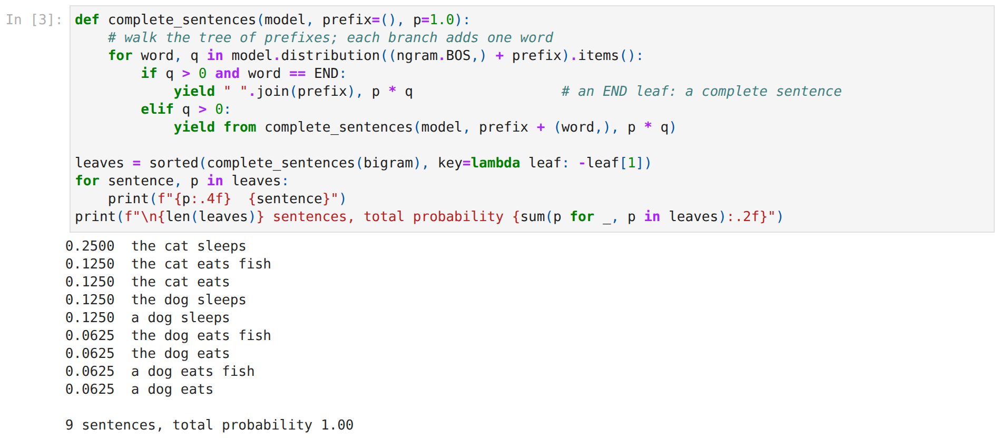 In [3]:
def complete_sentences(model, prefix=(), p=1.0):
    # walk the tree of prefixes; each branch adds one word
    for word, q in model.distribution((ngram.BOS,) + prefix).items():
        if q > 0 and word == END:
            yield " ".join(prefix), p * q                  # an END leaf: a complete sentence
        elif q > 0:
            yield from complete_sentences(model, prefix + (word,), p * q)

leaves = sorted(complete_sentences(bigram), key=lambda leaf: -leaf[1])
for sentence, p in leaves:
    print(f"{p:.4f}  {sentence}")
print(f"\n{len(leaves)} sentences, total probability {sum(p for _, p in leaves):.2f}")
0.2500  the cat sleeps
0.1250  the cat eats fish
0.1250  the cat eats
0.1250  the dog sleeps
0.1250  a dog sleeps
0.0625  the dog eats fish
0.0625  the dog eats
0.0625  a dog eats fish
0.0625  a dog eats

9 sentences, total probability 1.00